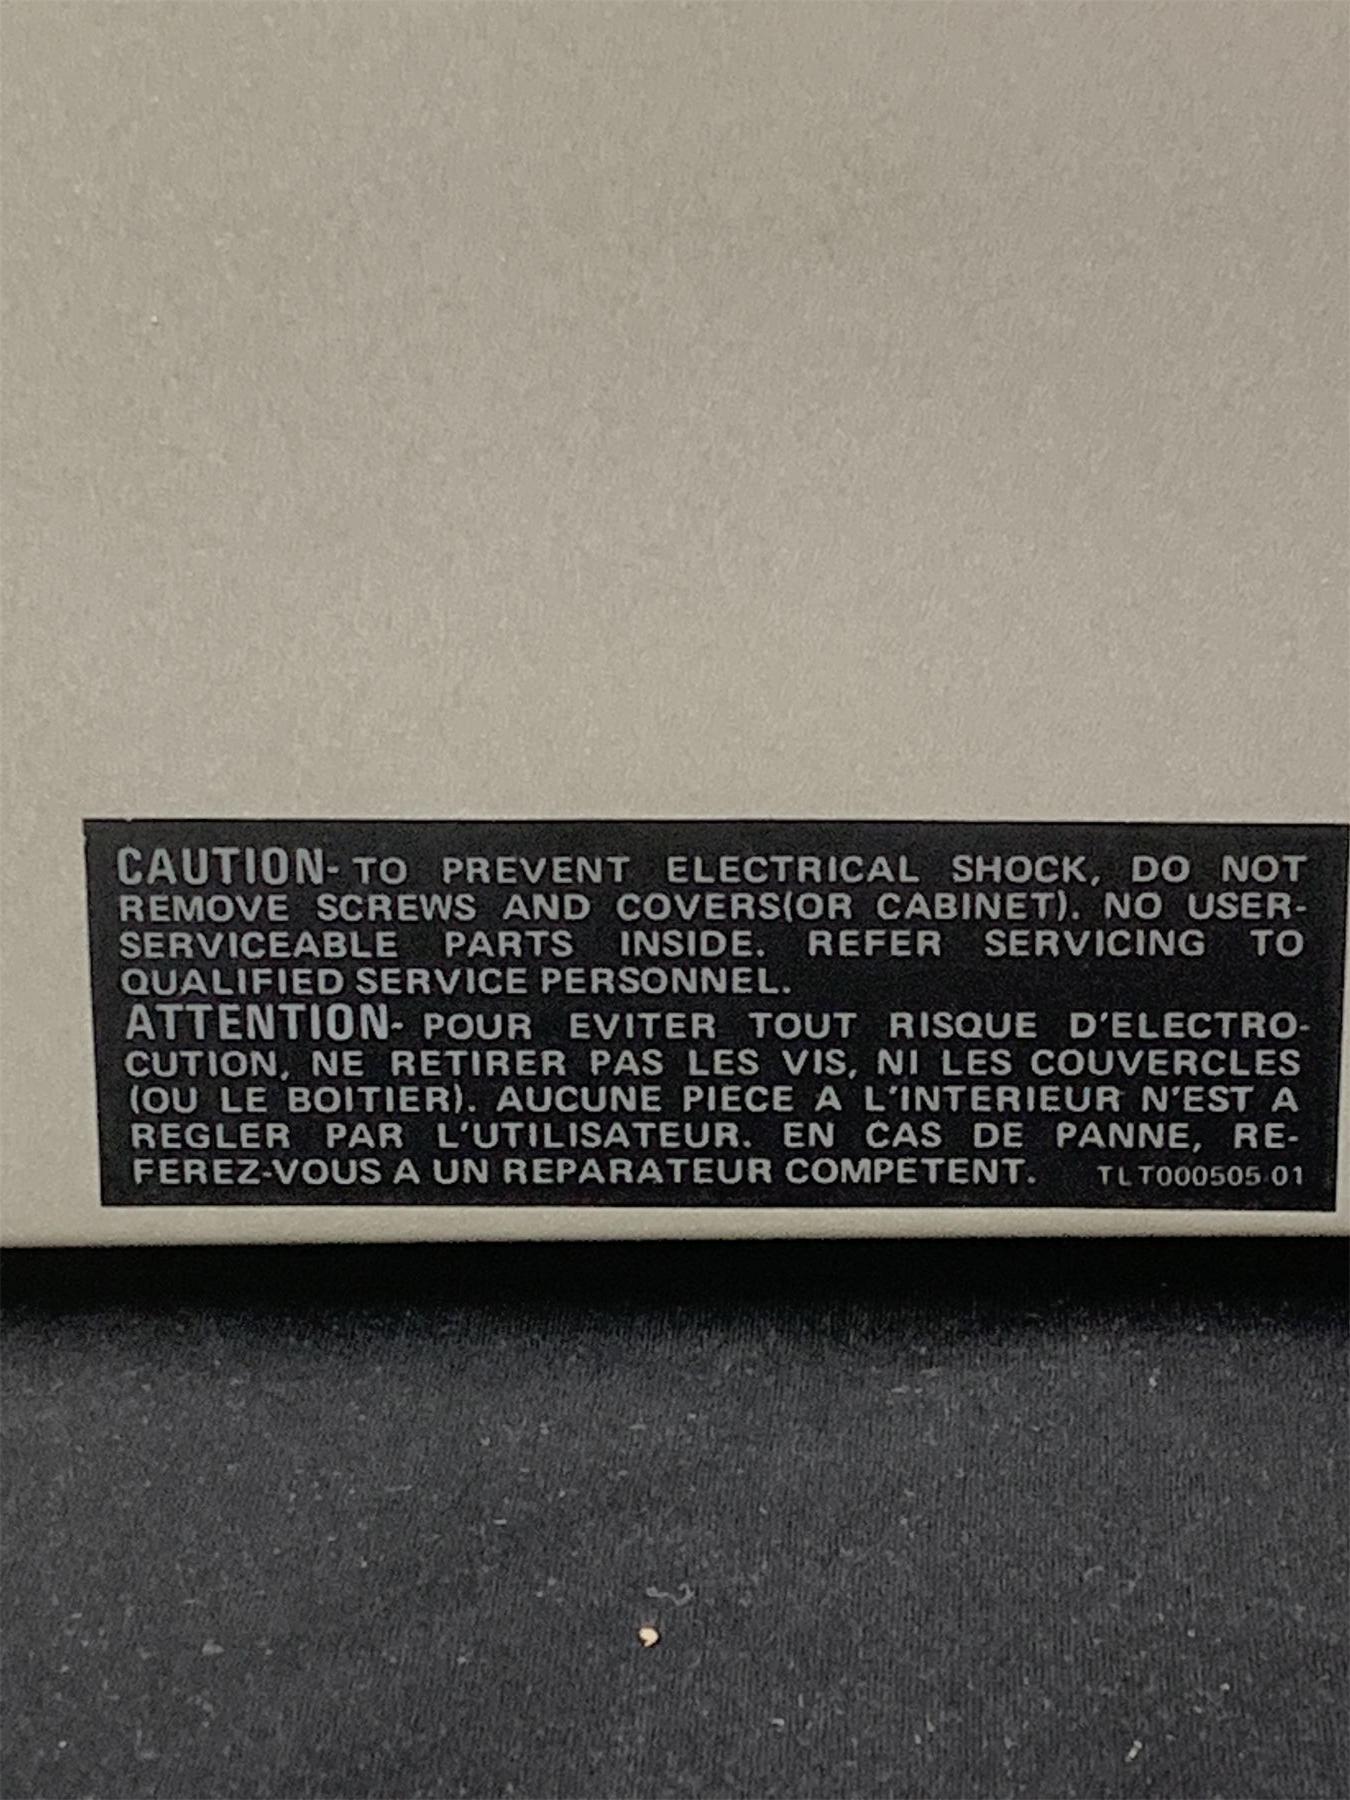 CAUTION- TO PREVENT ELECTRICAL SHOCK, DO NOT
REMOVE SCREWS AND COVERS(OR CABINET). NO USER-
SERVICEABLE PARTS INSIDE. REFER SERVICING TO
QUALIFIED SERVICE PERSONNEL.
ATTENTION- POUR EVITER TOUT RISQUE D'ELECTRO-
CUTION, NE RETIRER PAS LES VIS, NI LES COUVERCLES
(OU LE BOITIER). AUCUNE PIECE A L'INTERIEUR N'EST A
REGLER PAR L'UTILISATEUR. EN CAS DE PANNE, RE-
FEREZ-VOUS A UN REPARATEUR COMPETENT. TLT000505-01